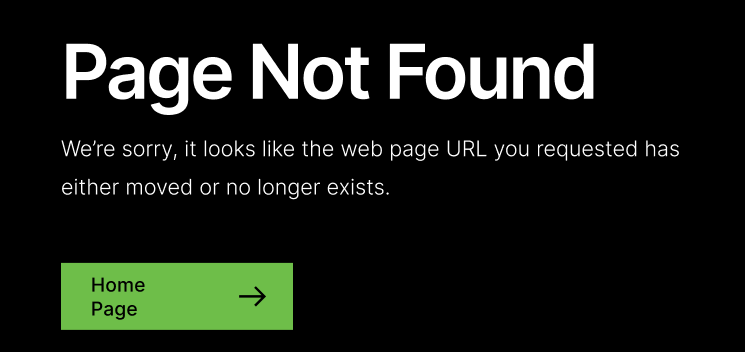 Page Not Found
We’re sorry, it looks like the web page URL you requested has
either moved or no longer exists.
Home
Page